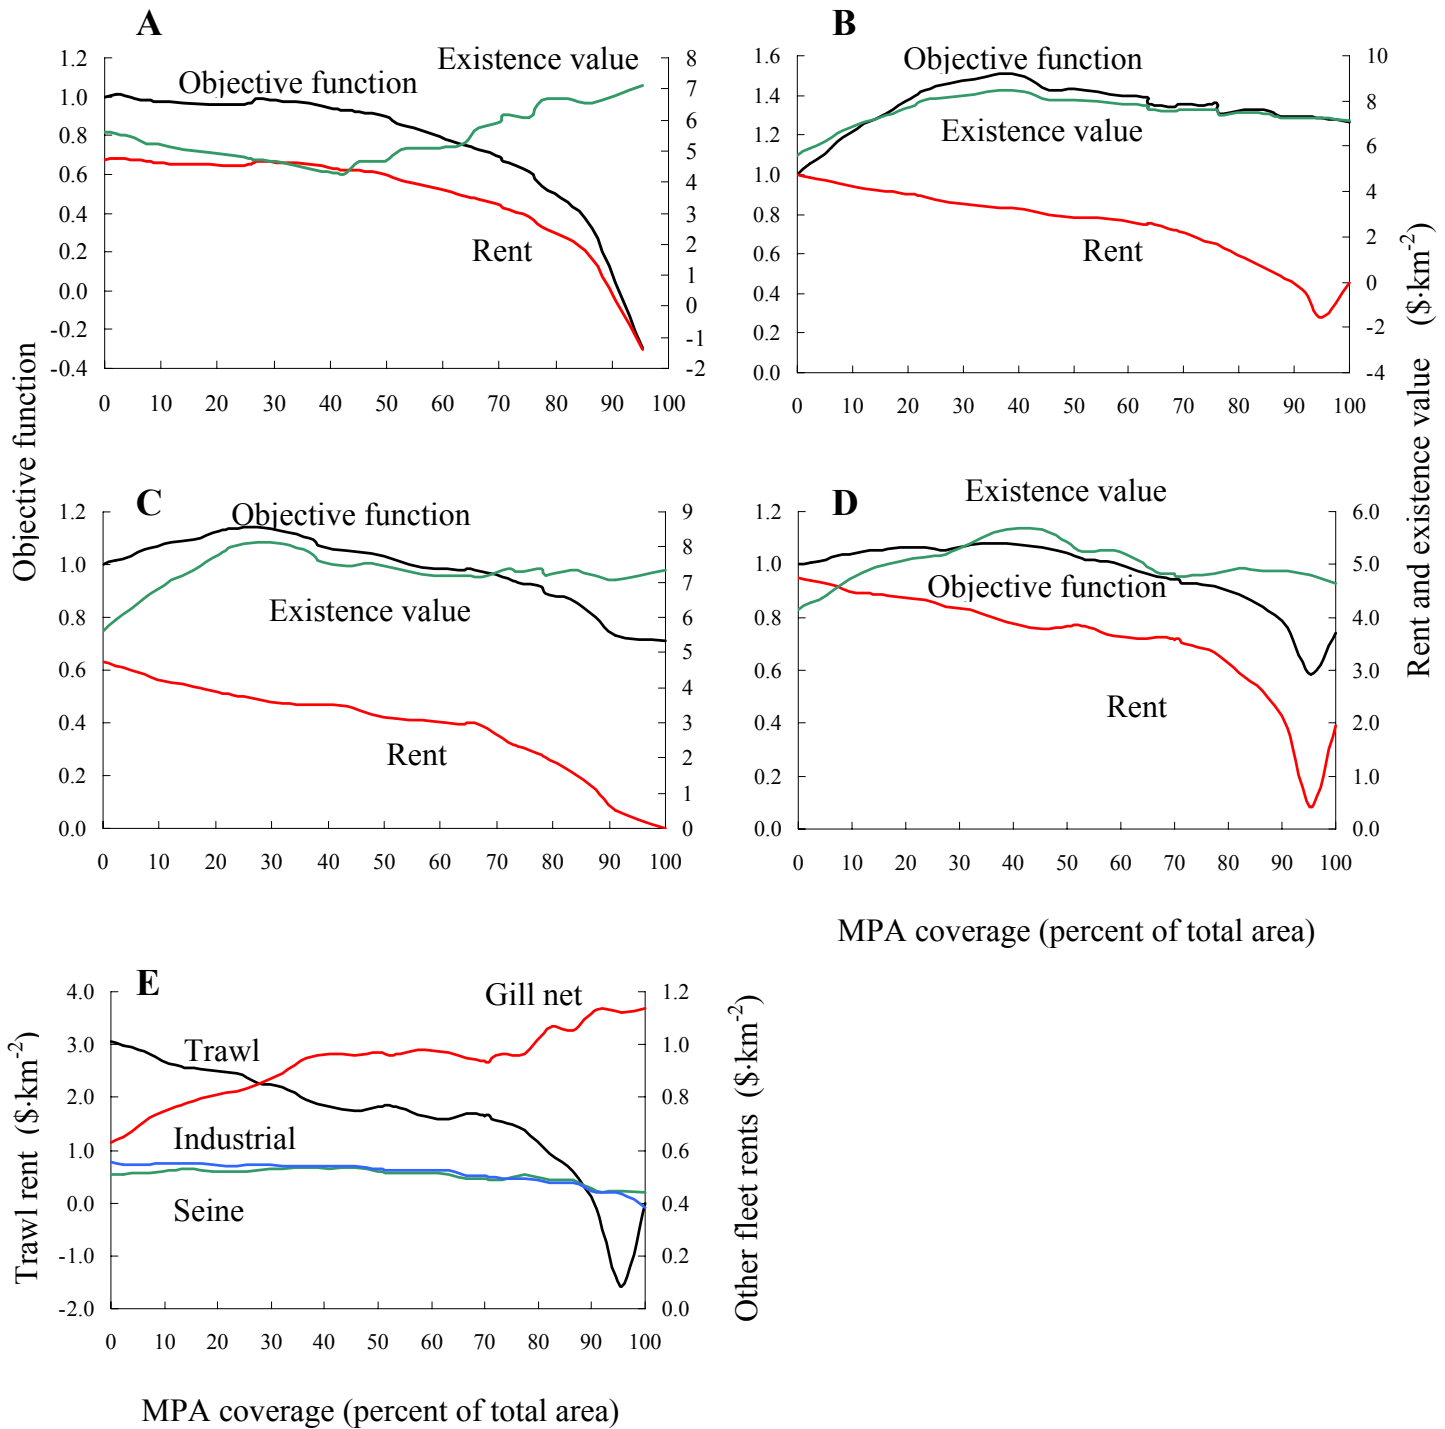 A
Existence value
Objective function
Rent
1.2
1.0
0.8
0.6
0.4
0.2
0.0
-0.2
-0.4
8
7
6
5
4
3
2
1
0
-1
-2
0 10 20 30 40 50 60 70 80 90 100
B
Objective function
Existence value
Rent
1.6
1.4
1.2
1.0
0.8
0.6
0.4
0.2
0.0
10
8
6
4
2
0
-2
-4
0 10 20 30 40 50 60 70 80 90 100
Objective function
Rent and existence value ($·km-2)
C
Objective function
Existence value
Rent
1.2
1.0
0.8
0.6
0.4
0.2
0.0
9
8
7
6
5
4
3
2
1
0
0 10 20 30 40 50 60 70 80 90 100
D
Existence value
Objective function
Rent
1.2
1.0
0.8
0.6
0.4
0.2
0.0
6.0
5.0
4.0
3.0
2.0
1.0
0.0
0 10 20 30 40 50 60 70 80 90 100
MPA coverage (percent of total area)
E
Gill net
Trawl
Industrial
Seine
4.0
3.0
2.0
1.0
0.0
-1.0
-2.0
1.2
1.0
0.8
0.6
0.4
0.2
0.0
0 10 20 30 40 50 60 70 80 90 100
Trawl rent ($·km-2)
Other fleet rents ($·km-2)
MPA coverage (percent of total area)